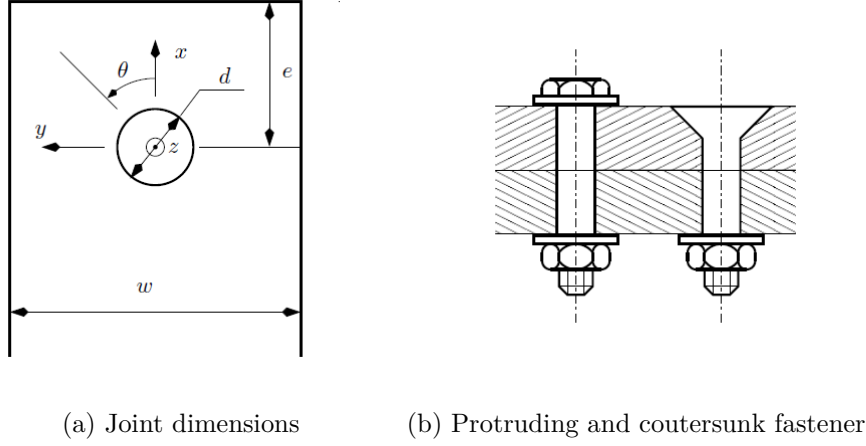 x
θ
d
e
y
z
w
(a) Joint dimensions
(b) Protruding and coutersunk fastener